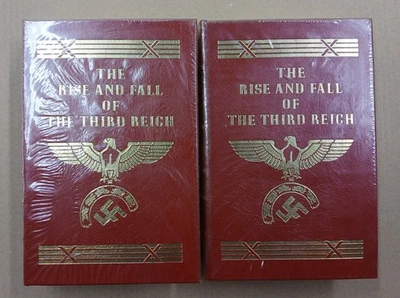 THE
RISE AND FALL
OF
THE THIRD REICH
THE
RISE AND FALL
OF
THE THIRD REICH